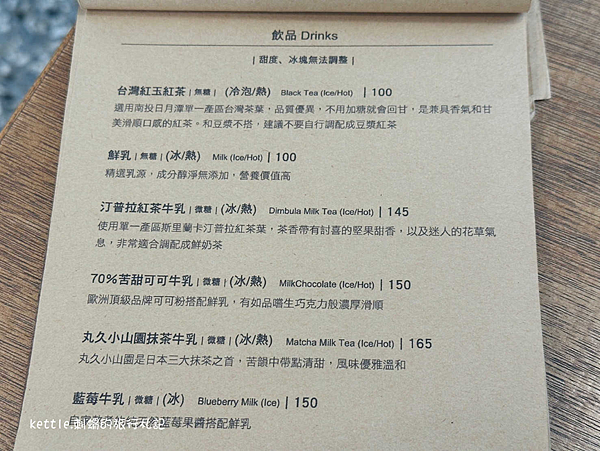 飲品 Drinks
| 甜度、冰塊無法調整 |
台灣紅玉紅茶 | 無糖 | (冷泡/熱) Black Tea (Ice/Hot) | 100
選用南投日月潭單一產區台灣茶葉，品質優異，不用加糖就會回甘，是兼具香氣和甘
美滑順口感的紅茶。和豆漿不搭，建議不要自行調配成豆漿紅茶
鮮乳 | 無糖 | (冰/熱) Milk (Ice/Hot) | 100
精選乳源，成分醇淨無添加，營養價值高
汀普拉紅茶牛乳 | 微糖 | (冰/熱) Dimbula Milk Tea (Ice/Hot) | 145
使用單一產區斯里蘭卡汀普拉紅茶葉，茶香帶有討喜的堅果甜香，以及迷人的花草氣
息，非常適合調配成鮮奶茶
70%苦甜可可牛乳 | 微糖 | (冰/熱) MilkChocolate (Ice/Hot) | 150
歐洲頂級品牌可可粉搭配鮮乳，有如品嚐生巧克力般濃厚滑順
丸久小山園抹茶牛乳 | 微糖 | (冰/熱) Matcha Milk Tea (Ice/Hot) | 165
丸久小山園是日本三大抹茶之首，苦韻中帶點清甜，風味優雅溫和
藍莓牛乳 | 微糖 | (冰) Blueberry Milk (Ice) | 150
藍莓果醬搭配鮮乳
kettle.